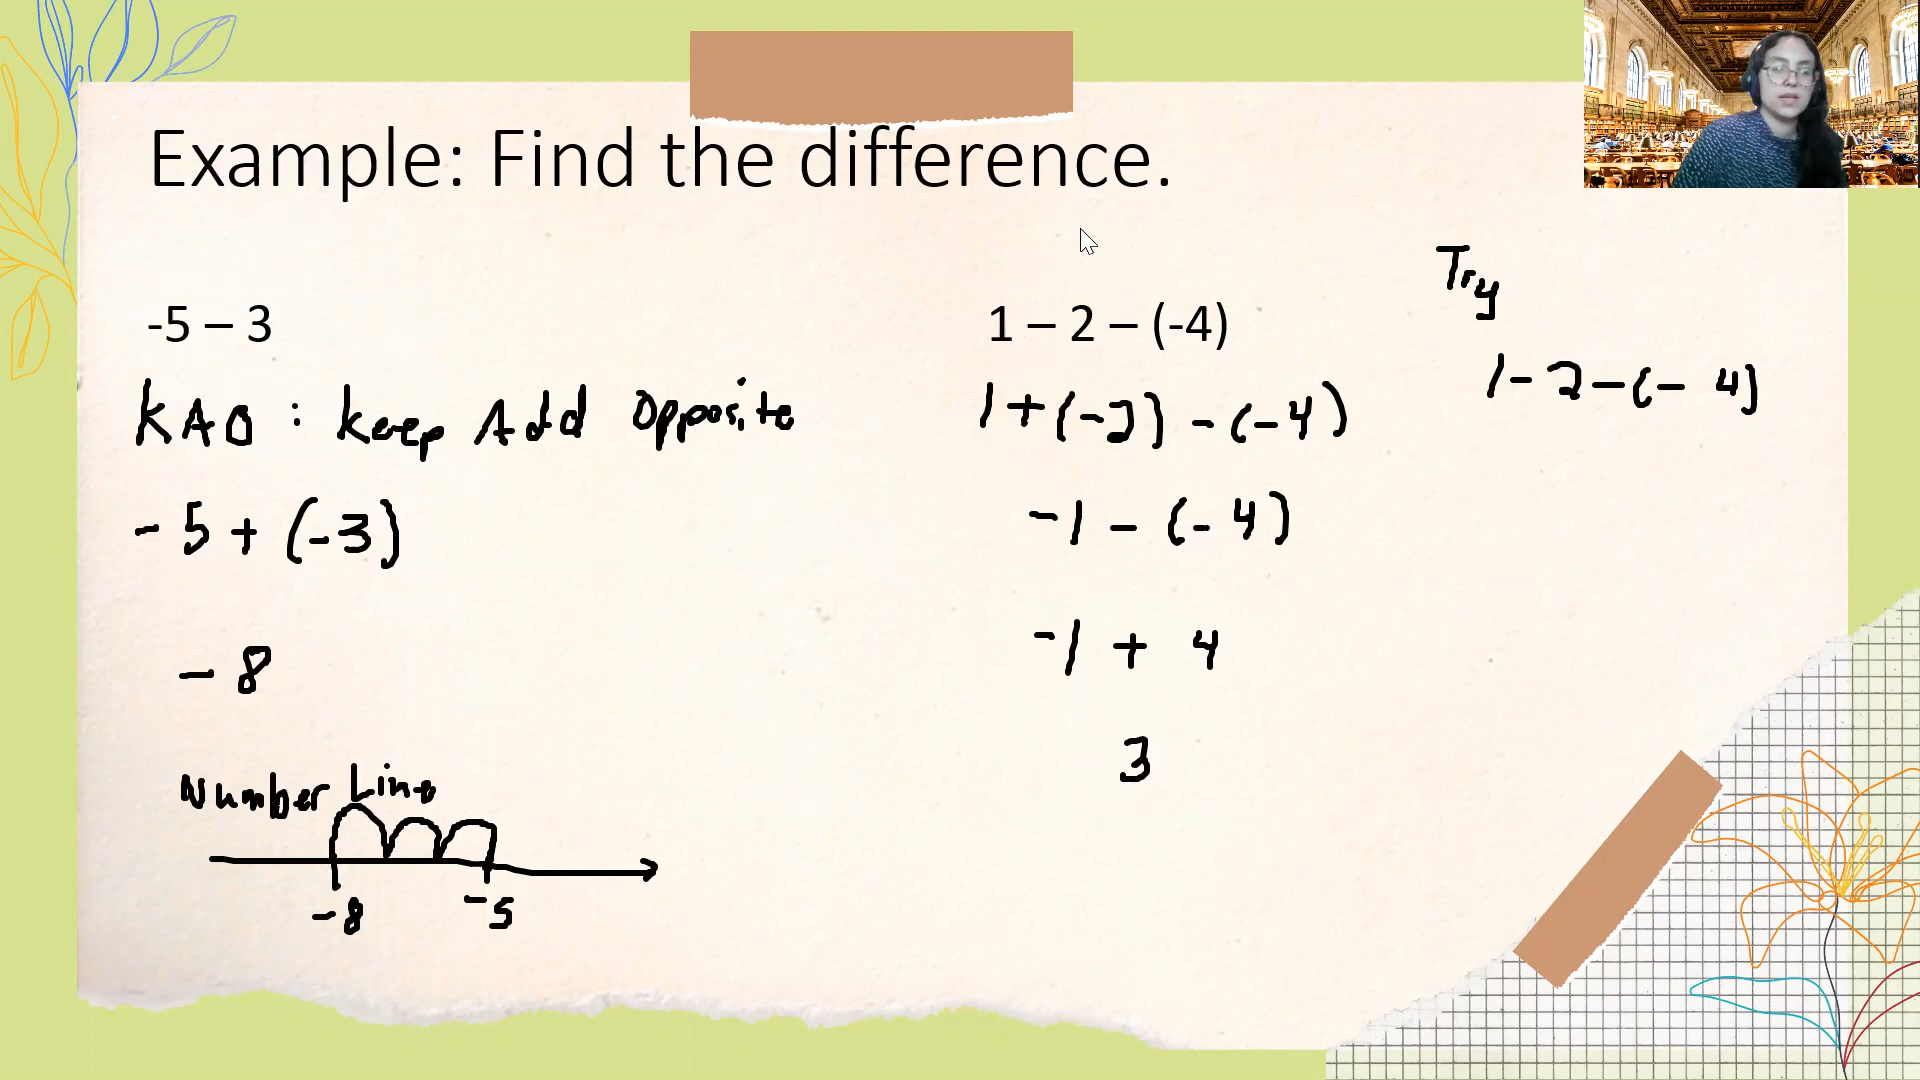 Example: Find the difference.
-5 – 3
KAO : Keep Add Opposite
- 5 + (-3)
- 8
Number Line
-8 -5
1 – 2 – (-4)
1 + (-2) - (-4)
-1 - (- 4)
-1 + 4
3
Try
1 - 2 - (- 4)